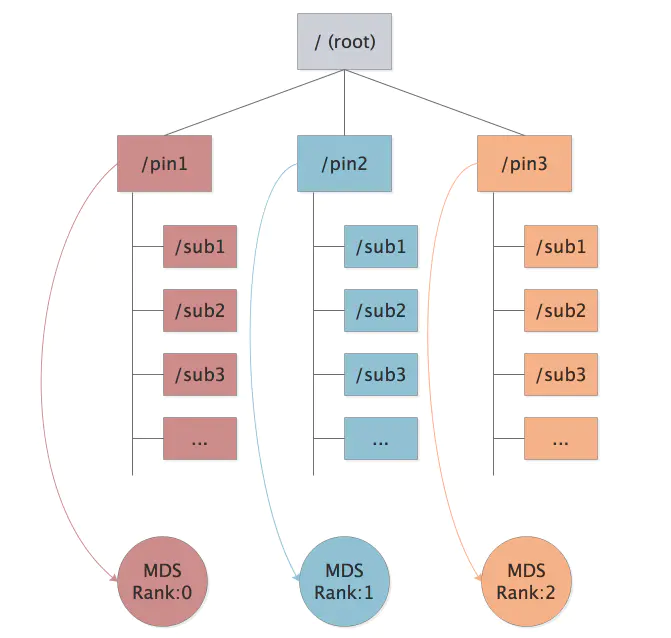 / (root)
/pin1
/pin2
/pin3
/sub1
/sub1
/sub1
/sub2
/sub2
/sub2
/sub3
/sub3
/sub3
...
...
...
MDS
Rank:0
MDS
Rank:1
MDS
Rank:2